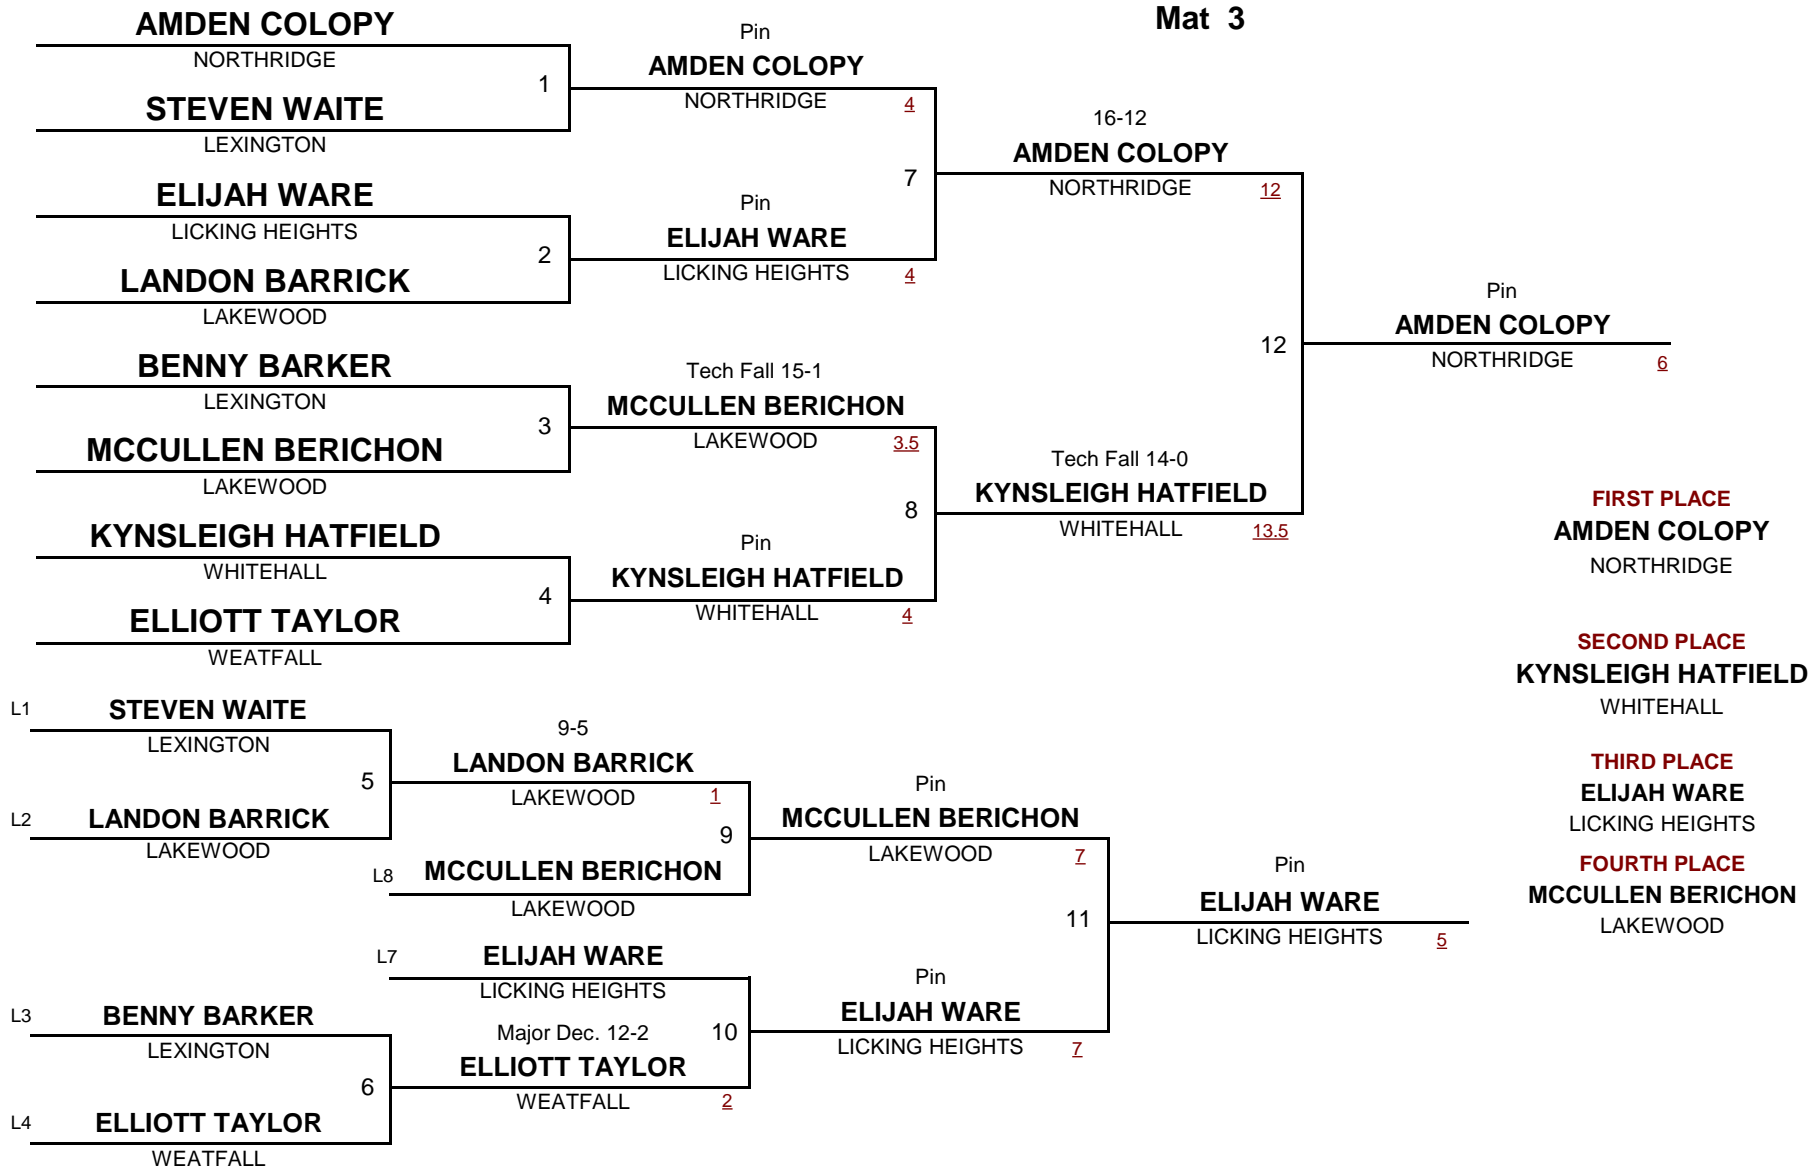 Mat 3
AMDEN COLOPY
NORTHRIDGE
1
STEVEN WAITE
LEXINGTON
ELIJAH WARE
LICKING HEIGHTS
2
LANDON BARRICK
LAKEWOOD
BENNY BARKER
LEXINGTON
3
MCCULLEN BERICHON
LAKEWOOD
KYNSLEIGH HATFIELD
WHITEHALL
4
ELLIOTT TAYLOR
WEATFALL
Pin
AMDEN COLOPY
NORTHRIDGE 4
7
Pin
ELIJAH WARE
LICKING HEIGHTS 4
Tech Fall 15-1
MCCULLEN BERICHON
LAKEWOOD 3.5
8
Pin
KYNSLEIGH HATFIELD
WHITEHALL 4
16-12
AMDEN COLOPY
NORTHRIDGE 12
12
Tech Fall 14-0
KYNSLEIGH HATFIELD
WHITEHALL 13.5
Pin
AMDEN COLOPY
NORTHRIDGE 6
FIRST PLACE
AMDEN COLOPY
NORTHRIDGE
SECOND PLACE
KYNSLEIGH HATFIELD
WHITEHALL
THIRD PLACE
ELIJAH WARE
LICKING HEIGHTS
FOURTH PLACE
MCCULLEN BERICHON
LAKEWOOD
L1 STEVEN WAITE
LEXINGTON
5
L2 LANDON BARRICK
LAKEWOOD
9-5
LANDON BARRICK
LAKEWOOD 1
9
L8 MCCULLEN BERICHON
LAKEWOOD
L7 ELIJAH WARE
LICKING HEIGHTS
10
L3 BENNY BARKER
LEXINGTON
6
L4 ELLIOTT TAYLOR
WEATFALL
Major Dec. 12-2
ELLIOTT TAYLOR
WEATFALL 2
Pin
MCCULLEN BERICHON
LAKEWOOD 7
11
Pin
ELIJAH WARE
LICKING HEIGHTS 7
Pin
ELIJAH WARE
LICKING HEIGHTS 5